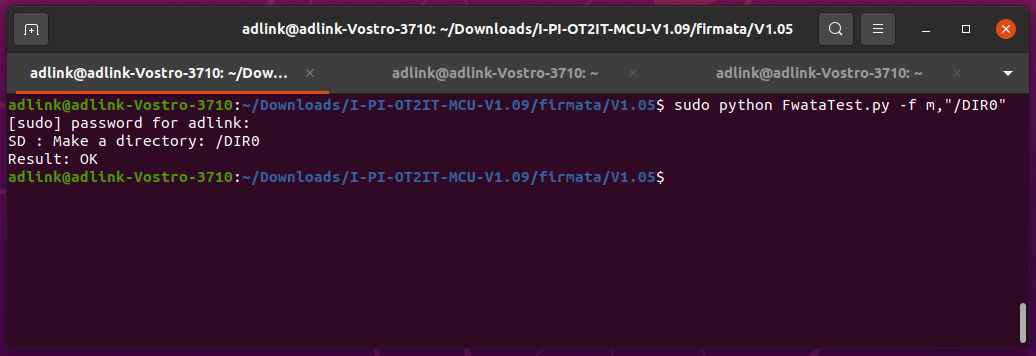 adlink@adlink-Vostro-3710: ~/Downloads/I-PI-OT2IT-MCU-V1.09/firmata/V1.05
adlink@adlink-Vostro-3710: ~/Dow...
adlink@adlink-Vostro-3710: ~
adlink@adlink-Vostro-3710: ~
adlink@adlink-Vostro-3710:~/Downloads/I-PI-OT2IT-MCU-V1.09/firmata/V1.05$ sudo python FwataTest.py -f m,"/DIR0"
[sudo] password for adlink:
SD : Make a directory: /DIR0
Result: OK
adlink@adlink-Vostro-3710:~/Downloads/I-PI-OT2IT-MCU-V1.09/firmata/V1.05$